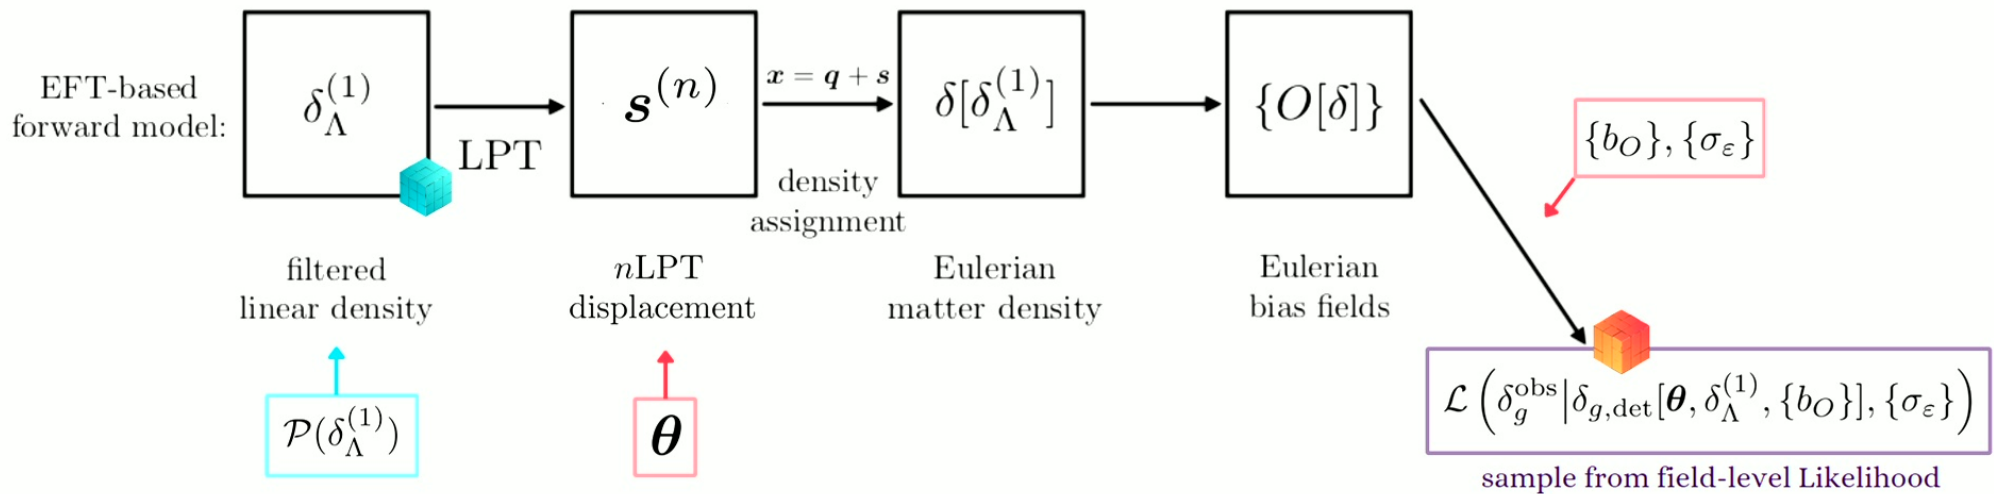 EFT-based
forward model:
δ_Λ^(1)
LPT
s^(n)
x = q + s
density
assignment
δ[δ_Λ^(1)]
{O[δ]}
{b_O}, {σ_ε}
filtered
linear density
nLPT
displacement
Eulerian
matter density
Eulerian
bias fields
𝒫(δ_Λ^(1))
θ
ℒ(δ_g^obs|δ_g,det[θ, δ_Λ^(1), {b_O}], {σ_ε})
sample from field-level Likelihood